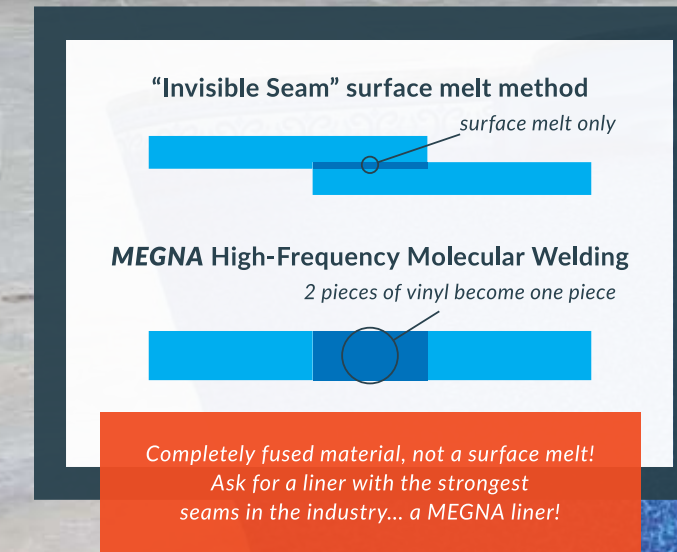 “Invisible Seam” surface melt method
surface melt only
MEGNA High-Frequency Molecular Welding
2 pieces of vinyl become one piece
Completely fused material, not a surface melt!
Ask for a liner with the strongest
seams in the industry... a MEGNA liner!